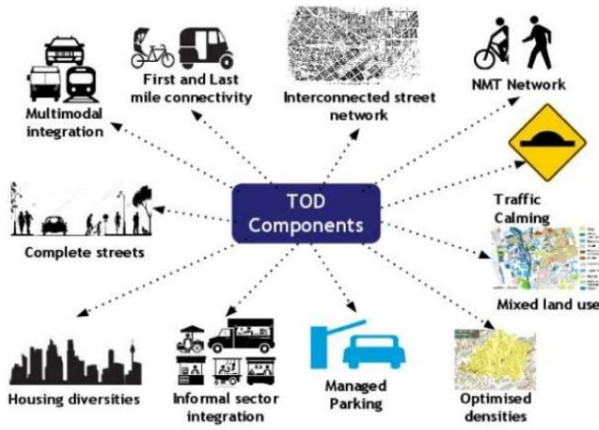 Multimodal
integration
First and Last
mile connectivity
Interconnected street
network
NMT Network
TOD
Components
Traffic
Calming
Complete streets
Mixed land use
Housing diversities
Informal sector
integration
Managed
Parking
Optimised
densities